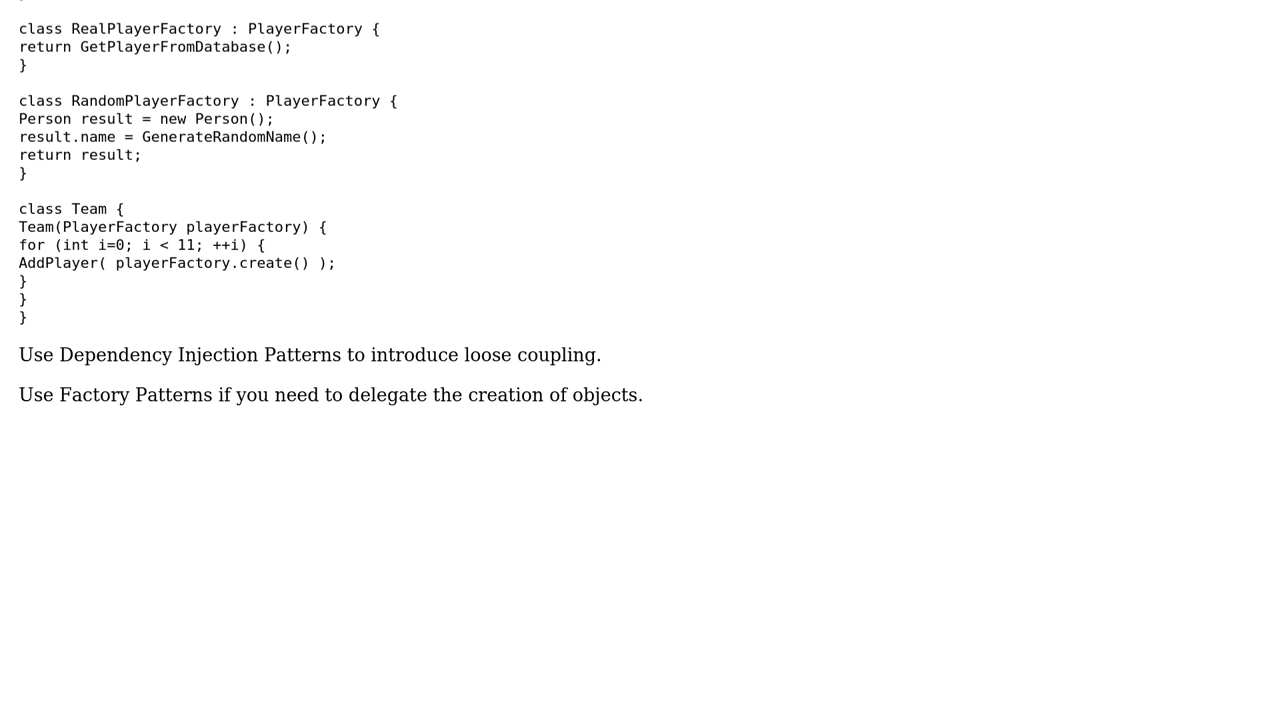 class RealPlayerFactory : PlayerFactory {
return GetPlayerFromDatabase();
}
class RandomPlayerFactory : PlayerFactory {
Person result = new Person();
result.name = GenerateRandomName();
return result;
}
class Team {
Team(PlayerFactory playerFactory) {
for (int i=0; i < 11; ++i) {
AddPlayer( playerFactory.create() );
}
}
}
Use Dependency Injection Patterns to introduce loose coupling.
Use Factory Patterns if you need to delegate the creation of objects.